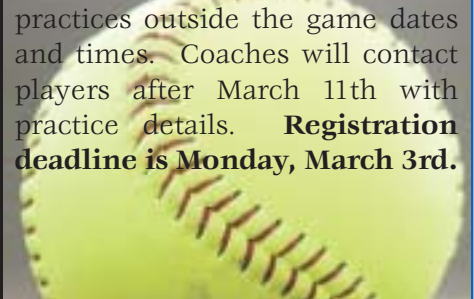 practices outside the game dates
and times. Coaches will contact
players after March 11th with
practice details. Registration
deadline is Monday, March 3rd.